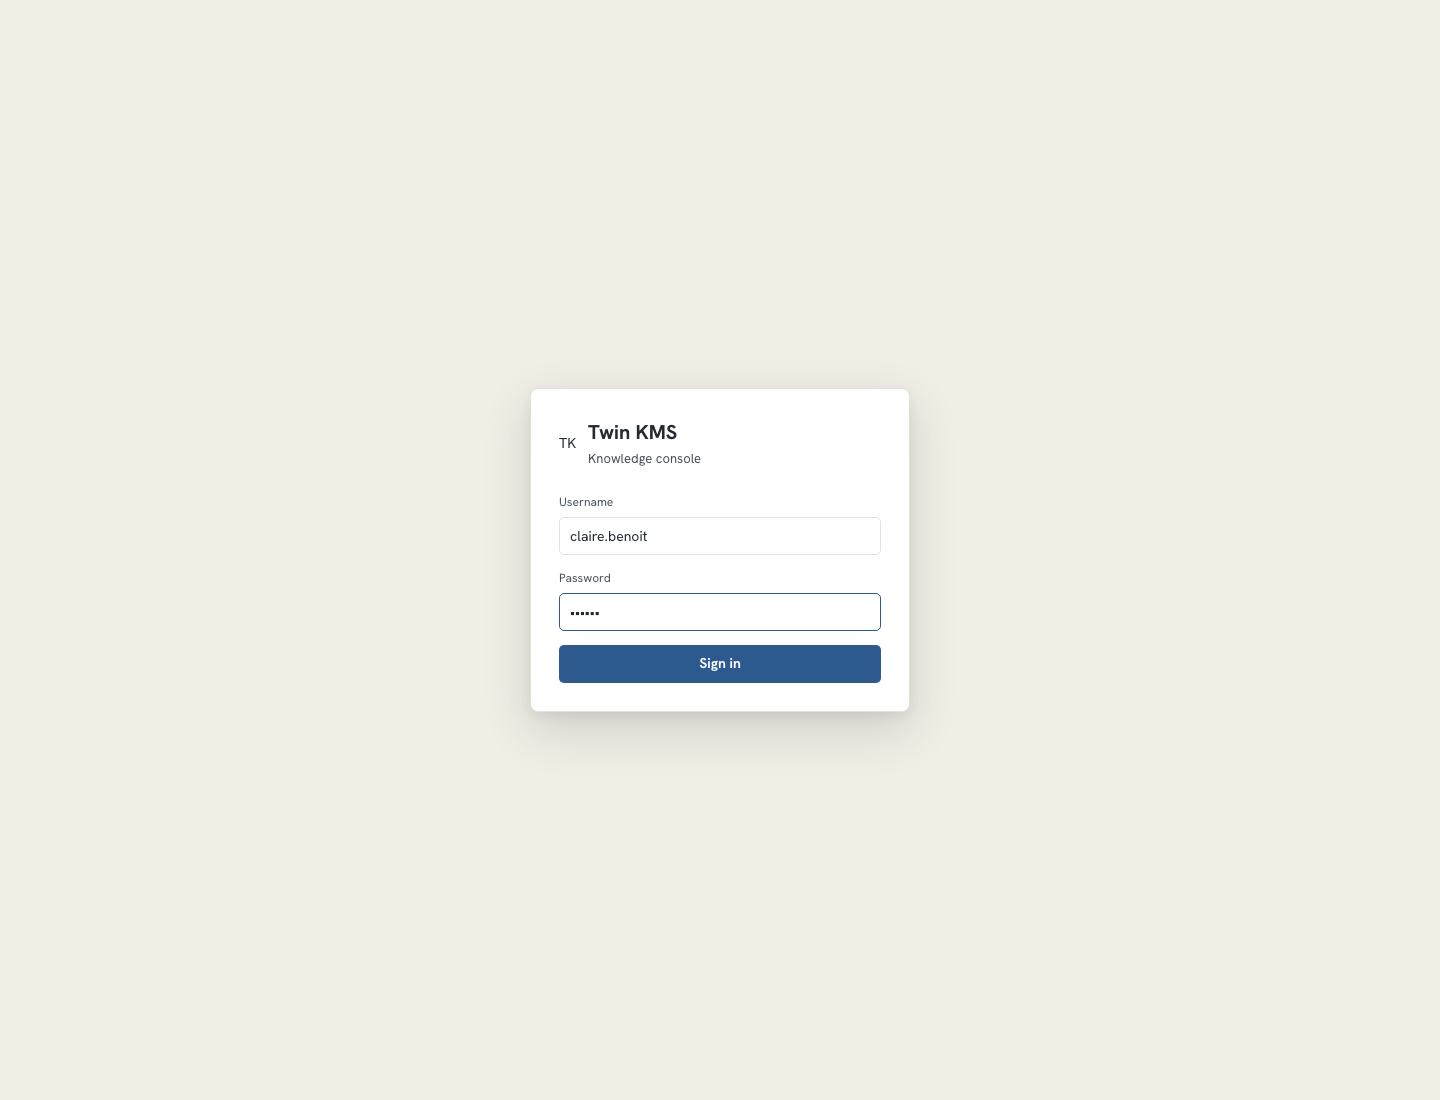 TK
Twin KMS
Knowledge console
Username
claire.benoit
Password
••••••
Sign in